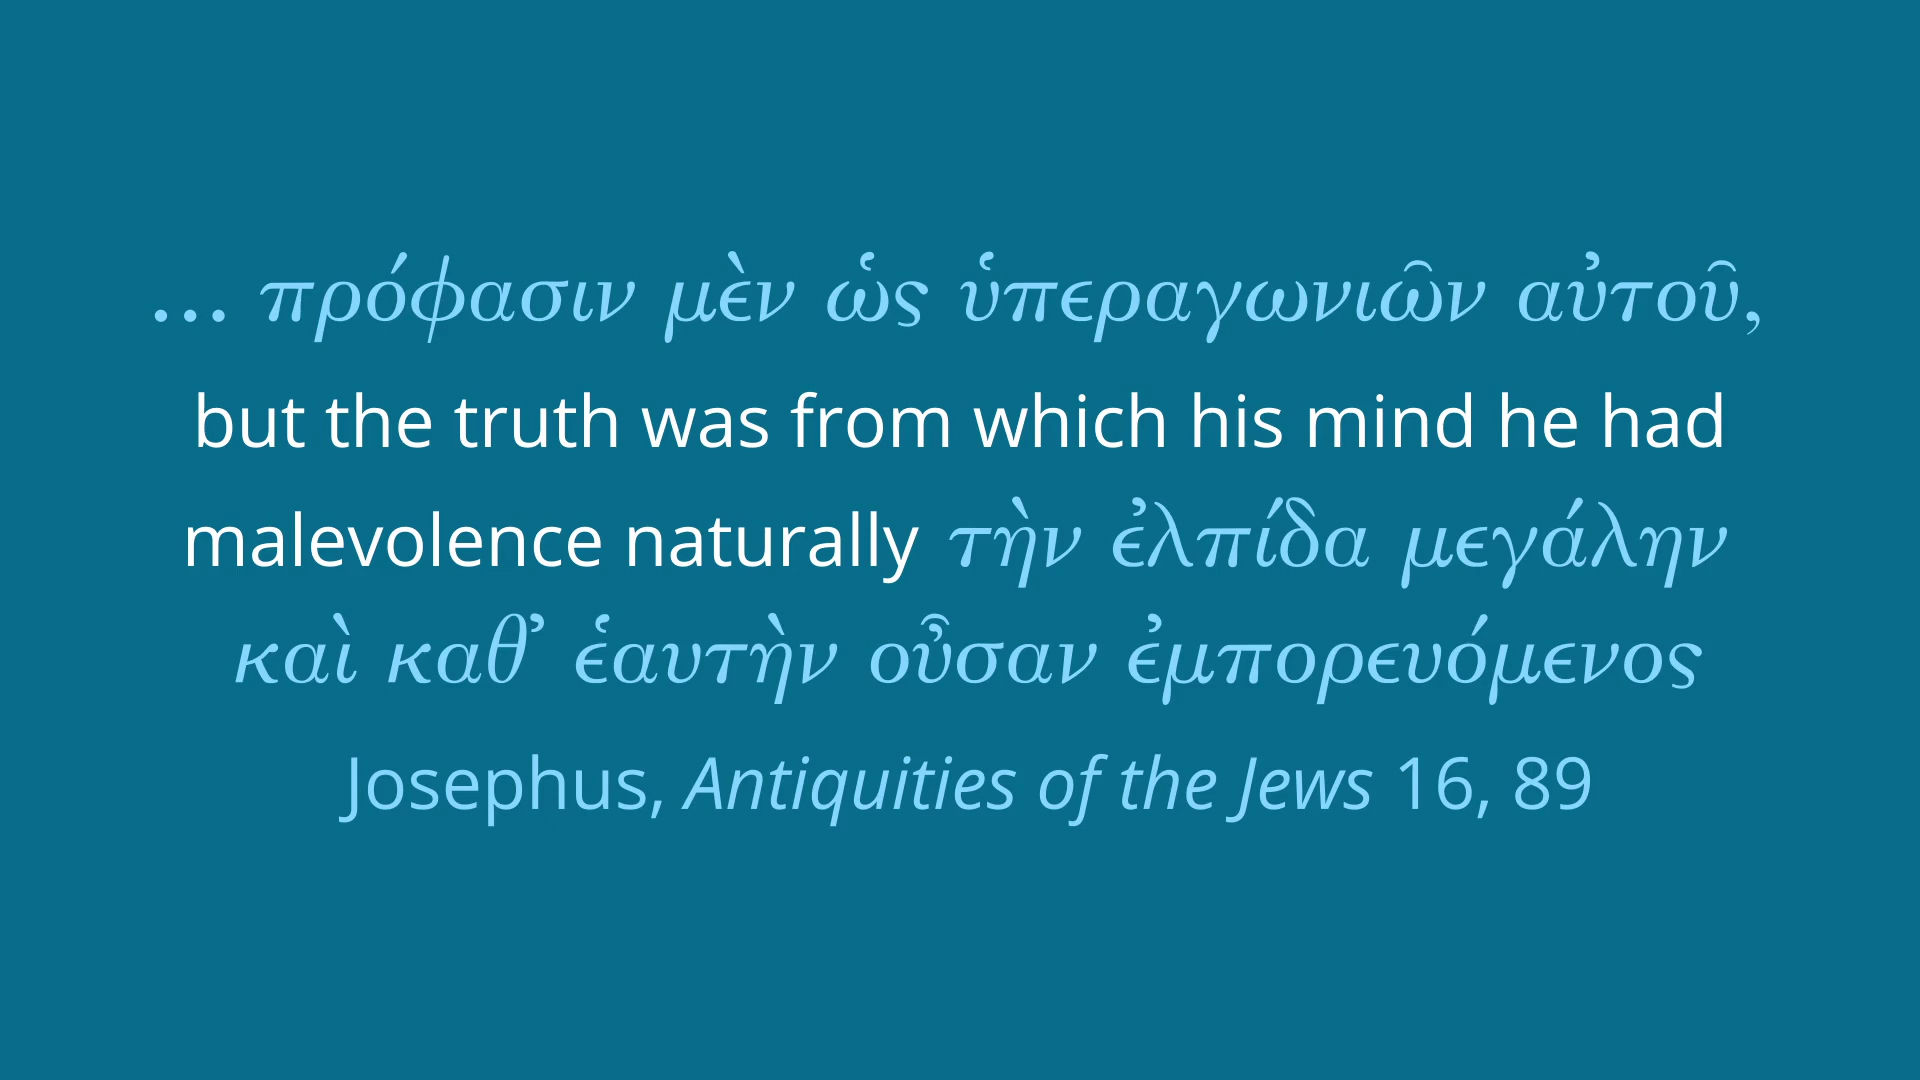 … πρόφασιν μὲν ὡς ὑπεραγωνιῶν αὐτοῦ,
but the truth was from which his mind he had
malevolence naturally τὴν ἐλπίδα μεγάλην
καὶ καθ᾽ ἑαυτὴν οὖσαν ἐμπορευόμενος
Josephus, Antiquities of the Jews 16, 89